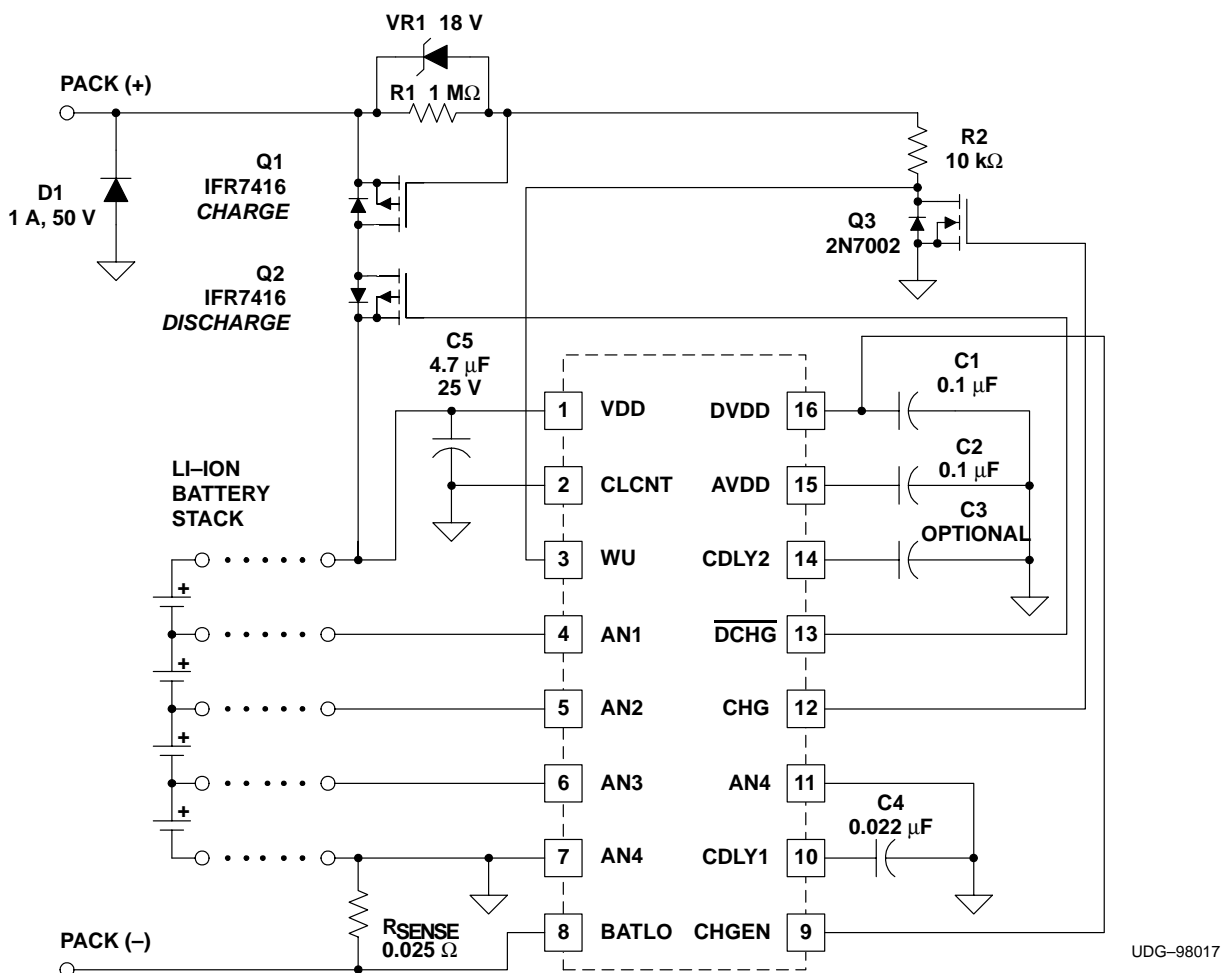 VR1 18 V
PACK (+)
R1 1 MΩ
R2
10 kΩ
Q1
IFR7416
CHARGE
D1
1 A, 50 V
Q3
2N7002
Q2
IFR7416
DISCHARGE
C5
4.7 μF
25 V
C1
0.1 μF
1 VDD DVDD 16
C2
0.1 μF
LI–ION
BATTERY
STACK
2 CLCNT AVDD 15
C3
OPTIONAL
3 WU CDLY2 14
+
4 AN1 DCHG 13
+
5 AN2 CHG 12
+
6 AN3 AN4 11
C4
0.022 μF
+
7 AN4 CDLY1 10
RSENSE
0.025 Ω
8 BATLO CHGEN 9
PACK (–)
UDG–98017